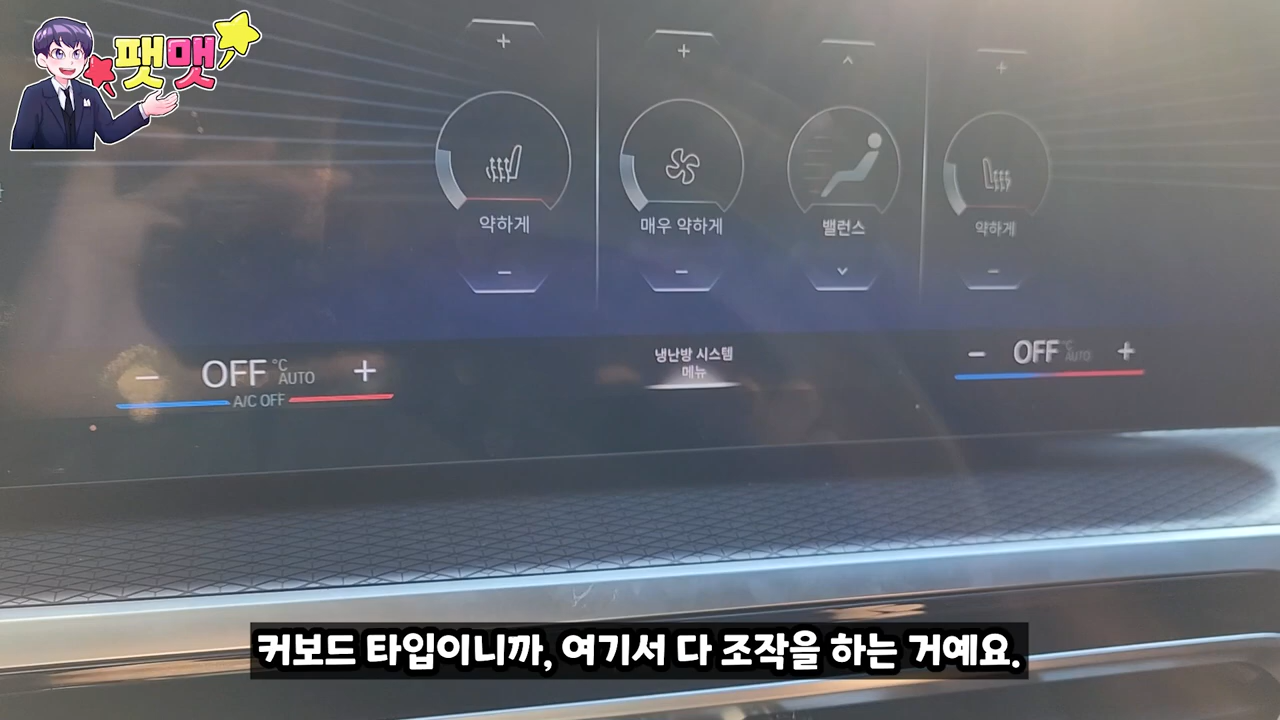 팻맷
약하게
매우 약하게
밸런스
약하게
OFF °C AUTO
A/C OFF
냉난방 시스템
메뉴
OFF °C AUTO
커보드 타입이니까, 여기서 다 조작을 하는 거예요.